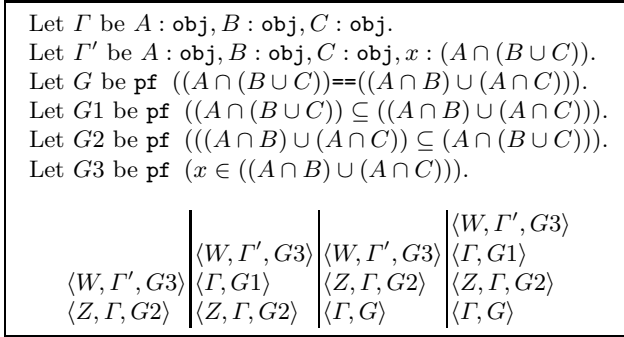 Let Γ be A : obj, B : obj, C : obj.
Let Γ′ be A : obj, B : obj, C : obj, x : (A ∩ (B ∪ C)).
Let G be pf ((A ∩ (B ∪ C))==((A ∩ B) ∪ (A ∩ C))).
Let G1 be pf ((A ∩ (B ∪ C)) ⊆ ((A ∩ B) ∪ (A ∩ C))).
Let G2 be pf (((A ∩ B) ∪ (A ∩ C)) ⊆ (A ∩ (B ∪ C))).
Let G3 be pf (x ∈ ((A ∩ B) ∪ (A ∩ C))).
⟨W, Γ′, G3⟩
⟨W, Γ′, G3⟩ ⟨W, Γ′, G3⟩ ⟨Γ, G1⟩
⟨W, Γ′, G3⟩ ⟨Γ, G1⟩ ⟨Z, Γ, G2⟩ ⟨Z, Γ, G2⟩
⟨Z, Γ, G2⟩ ⟨Z, Γ, G2⟩ ⟨Γ, G⟩ ⟨Γ, G⟩